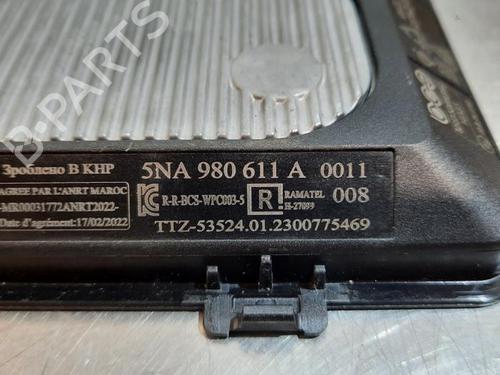 B-PARTS
Зроблено В КНР
AGREE PAR L'ANRT MAROC
-MR00031772ANRT2022-
Date d'agrément:17/02/2022
5NA 980 611 A 0011
R-R-BCS-WPC003-5
R!
RAMATEL
H-27099
008
TTZ-53524.01.2300775469